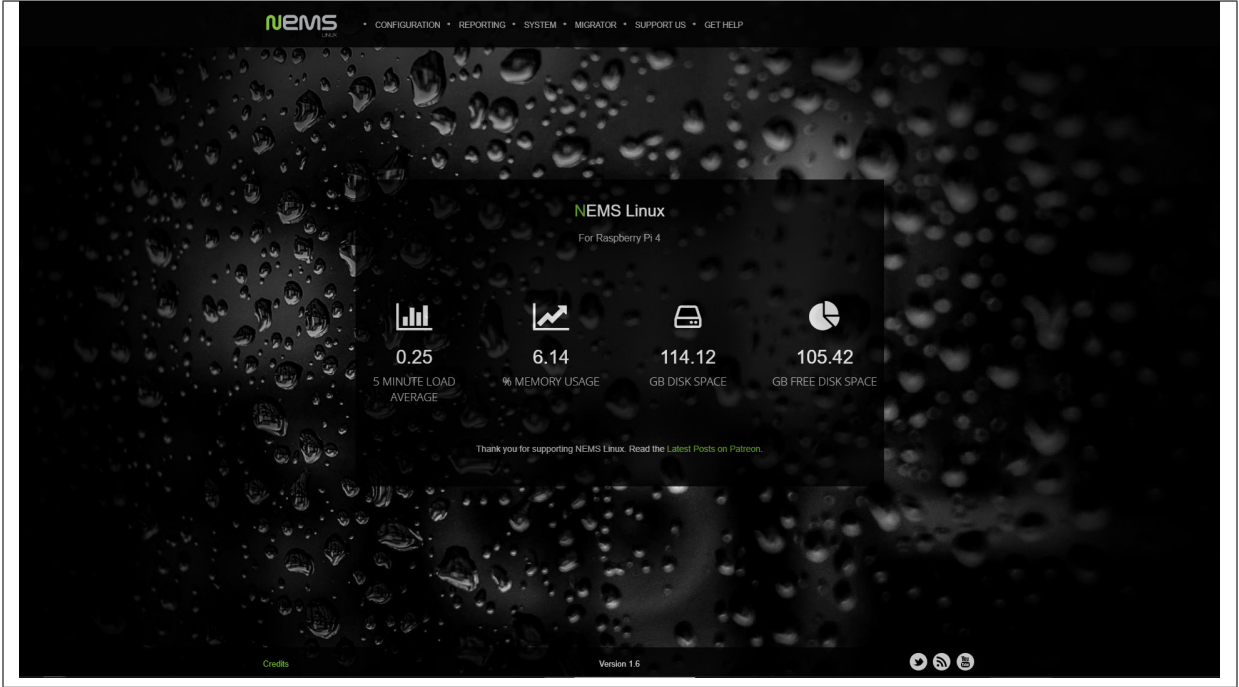 NEMS
LINUX
• CONFIGURATION • REPORTING • SYSTEM • MIGRATOR • SUPPORT US • GET HELP
NEMS Linux
For Raspberry Pi 4
0.25
5 MINUTE LOAD
AVERAGE
6.14
% MEMORY USAGE
114.12
GB DISK SPACE
105.42
GB FREE DISK SPACE
Thank you for supporting NEMS Linux. Read the Latest Posts on Patreon.
Credits
Version 1.6
You
Tube